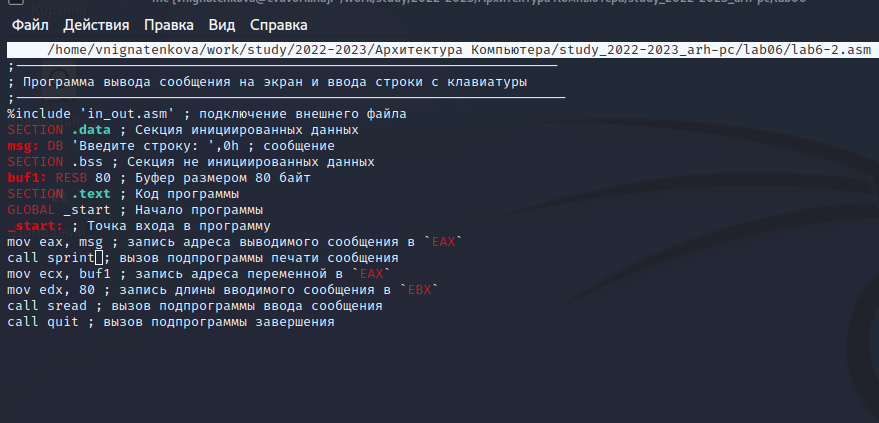 Файл Действия Правка Вид Справка
/home/vnignatenkova/work/study/2022-2023/Архитектура Компьютера/study_2022-2023_arh-pc/lab06/lab6-2.asm
;--------------------------------------------------------------------
; Программа вывода сообщения на экран и ввода строки с клавиатуры
;---------------------------------------------------------------------
%include 'in_out.asm' ; подключение внешнего файла
SECTION .data ; Секция инициированных данных
msg: DB 'Введите строку: ',0h ; сообщение
SECTION .bss ; Секция не инициированных данных
buf1: RESB 80 ; Буфер размером 80 байт
SECTION .text ; Код программы
GLOBAL _start ; Начало программы
_start: ; Точка входа в программу
mov eax, msg ; запись адреса выводимого сообщения в `EAX`
call sprint ; вызов подпрограммы печати сообщения
mov ecx, buf1 ; запись адреса переменной в `EAX`
mov edx, 80 ; запись длины вводимого сообщения в `EBX`
call sread ; вызов подпрограммы ввода сообщения
call quit ; вызов подпрограммы завершения